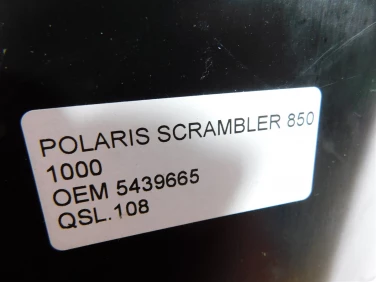 POLARIS SCRAMBLER 850
1000
OEM 5439665
QSL.108